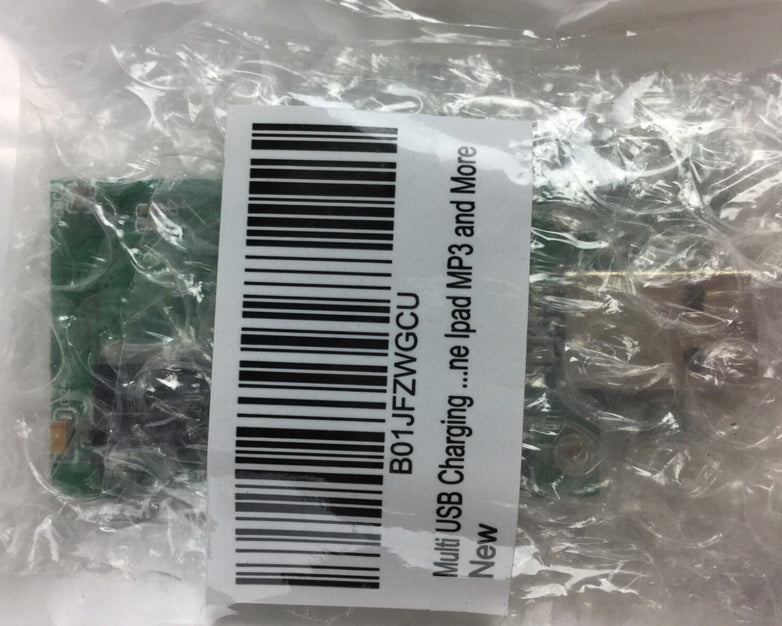 B01JFZWGCU
Multi USB Charging ...ne Ipad MP3 and More
New